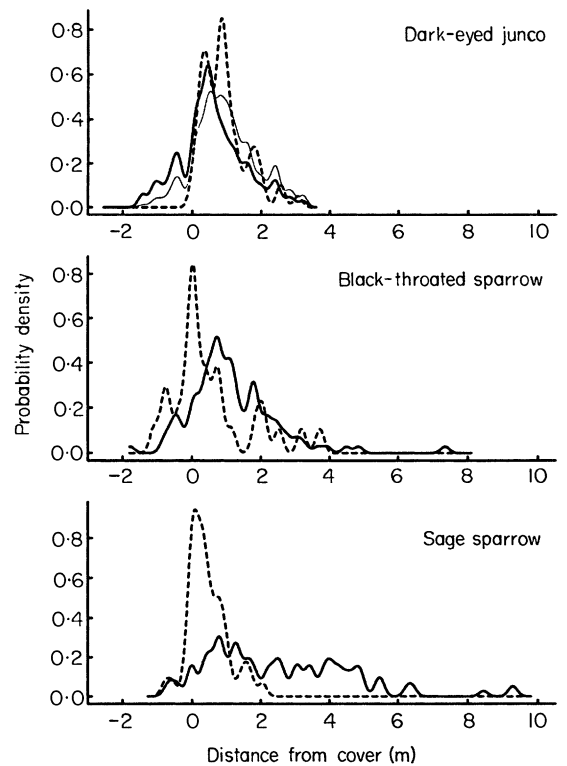 Dark-eyed junco
0·8
0·6
0·4
0·2
0·0
-2 0 2 4 6 8 10
Black-throated sparrow
0·8
0·6
0·4
0·2
0·0
-2 0 2 4 6 8 10
Probability density
Sage sparrow
0·8
0·6
0·4
0·2
0·0
-2 0 2 4 6 8 10
Distance from cover (m)